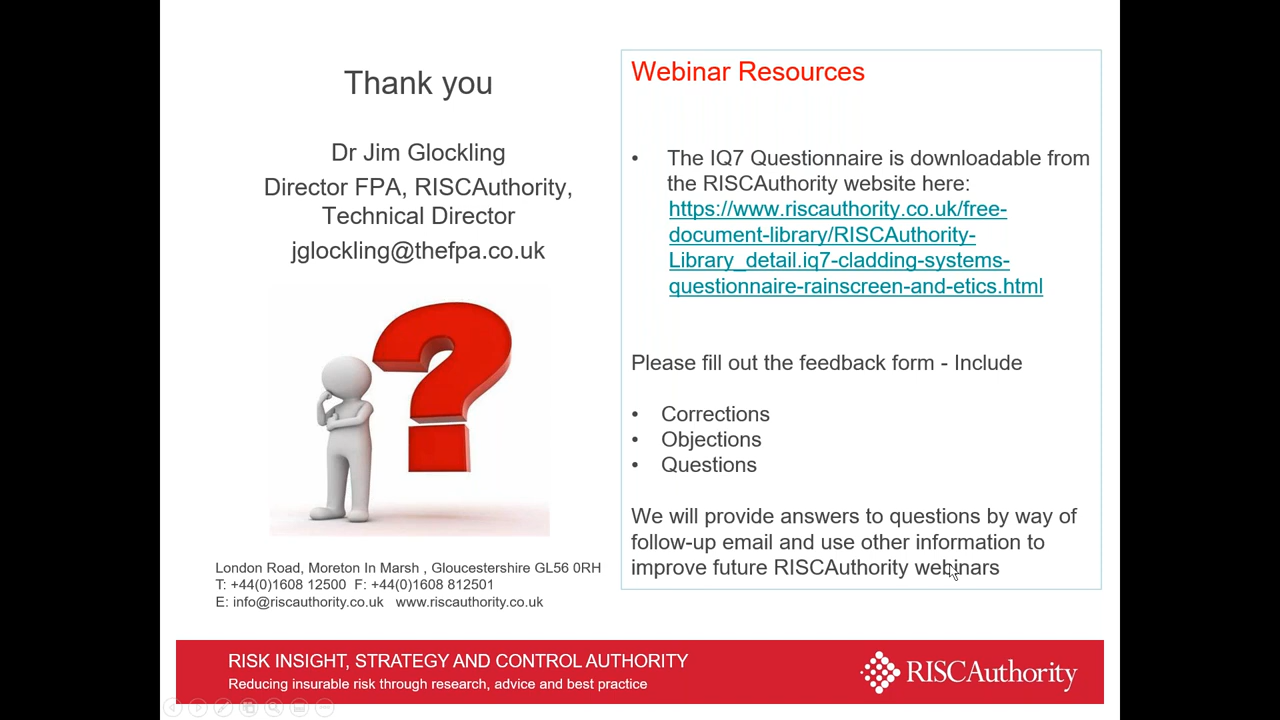 Thank you
Dr Jim Glockling
Director FPA, RISCAuthority,
Technical Director
jglockling@thefpa.co.uk
London Road, Moreton In Marsh , Gloucestershire GL56 0RH
T: +44(0)1608 12500  F: +44(0)1608 812501
E: info@riscauthority.co.uk   www.riscauthority.co.uk
Webinar Resources
• The IQ7 Questionnaire is downloadable from
the RISCAuthority website here:
https://www.riscauthority.co.uk/free-
document-library/RISCAuthority-
Library_detail.iq7-cladding-systems-
questionnaire-rainscreen-and-etics.html
Please fill out the feedback form - Include
• Corrections
• Objections
• Questions
We will provide answers to questions by way of
follow-up email and use other information to
improve future RISCAuthority webinars
RISK INSIGHT, STRATEGY AND CONTROL AUTHORITY
Reducing insurable risk through research, advice and best practice
RISCAuthority